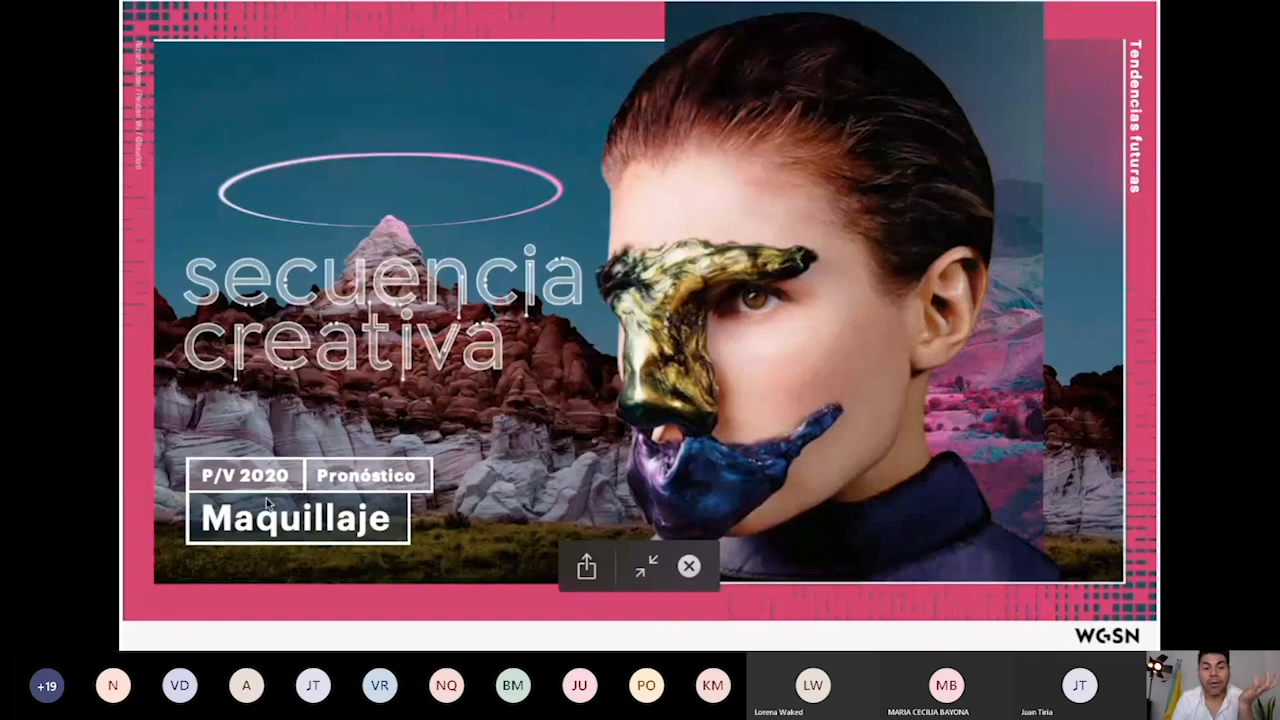 Tendencias futuras
secuencia
creativa
P/V 2020
Pronóstico
Maquillaje
WGSN
+19
N
VD
A
JT
VR
NQ
BM
JU
PO
KM
LW
MB
JT
Lorena Waked
MARIA CECILIA BAYONA
Juan Tiria